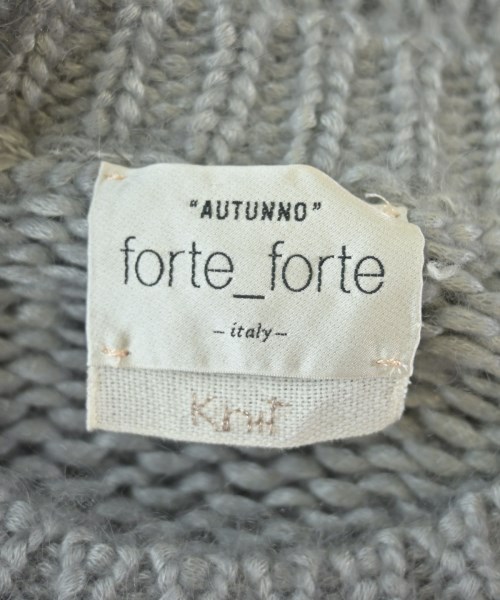 “AUTUNNO”
forte_forte
– italy –
Knit